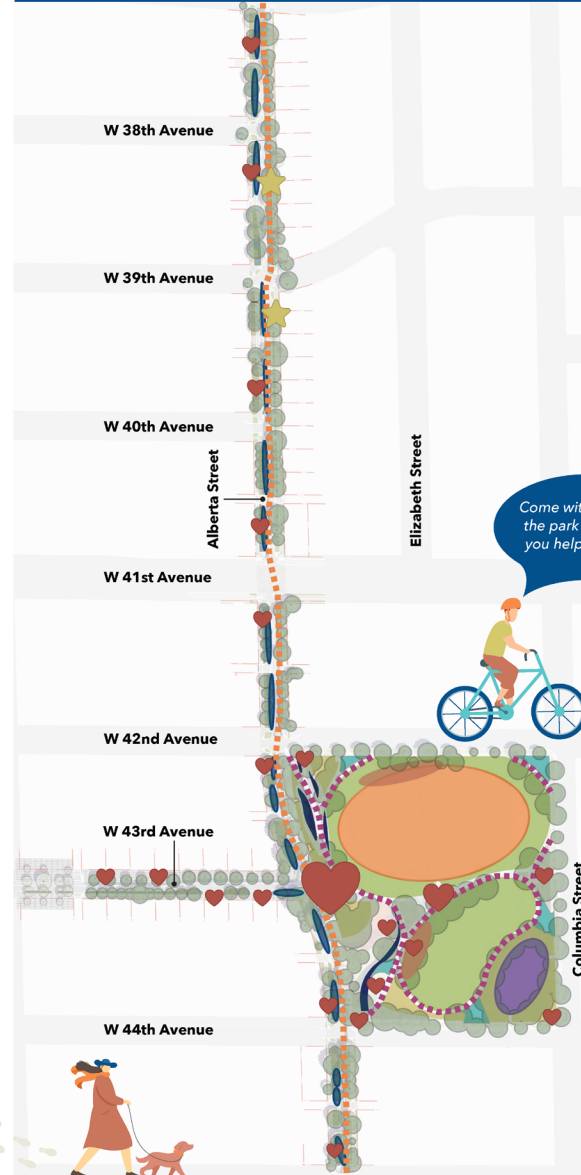 W 38th Avenue
W 39th Avenue
W 40th Avenue
Alberta Street
Elizabeth Street
Come wit
the park
you help
W 41st Avenue
W 42nd Avenue
W 43rd Avenue
Columbia Street
W 44th Avenue